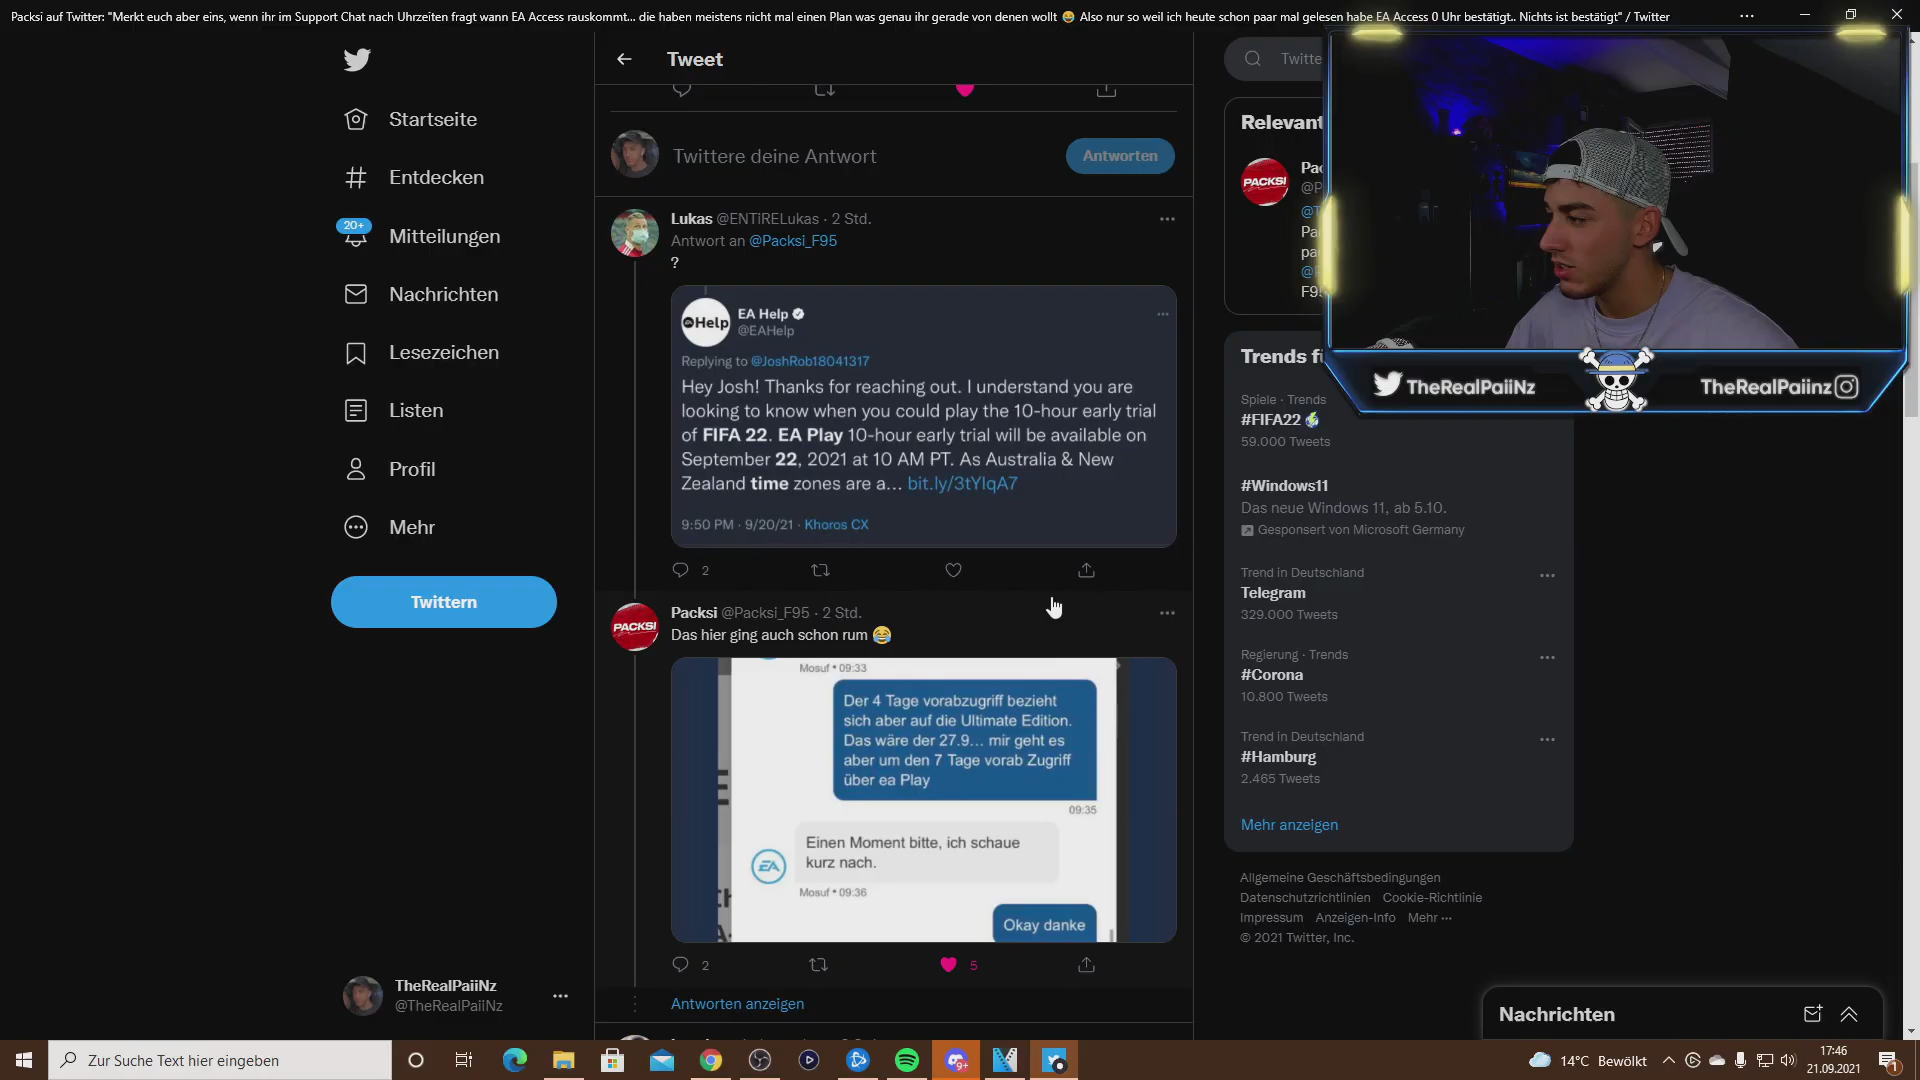 Packsi auf Twitter: "Merkt euch aber eins, wenn ihr im Support Chat nach Uhrzeiten fragt wann EA Access rauskommt... die haben meistens nicht mal einen Plan was genau ihr gerade von denen wollt 😂 Also nur so weil ich heute schon paar mal gelesen habe EA Access 0 Uhr bestätigt.. Nichts ist bestätigt" / Twitter
Tweet
Startseite
Entdecken
20+
Mitteilungen
Nachrichten
Lesezeichen
Listen
Profil
Mehr
Twittern
TheRealPaiiNz
@TheRealPaiiNz
Twittere deine Antwort
Antworten
Lukas @ENTiRELukas · 2 Std.
Antwort an @Packsi_F95
?
Help
EA Help
@EAHelp
Replying to @JoshRob18041317
Hey Josh! Thanks for reaching out. I understand you are
looking to know when you could play the 10-hour early trial
of FIFA 22. EA Play 10-hour early trial will be available on
September 22, 2021 at 10 AM PT. As Australia & New
Zealand time zones are a... bit.ly/3tYIqA7
9:50 PM · 9/20/21 · Khoros CX
2
PACKSI
Packsi @Packsi_F95 · 2 Std.
Das hier ging auch schon rum 😂
Mosuf • 09:33
Der 4 Tage vorabzugriff bezieht
sich aber auf die Ultimate Edition.
Das wäre der 27.9... mir geht es
aber um den 7 Tage vorab Zugriff
über ea Play
09:35
Einen Moment bitte, ich schaue
kurz nach.
EA
Mosuf • 09:36
Okay danke
2
5
Antworten anzeigen
Twitte
Relevant
PACKSI
Pac
@P
Pa
pa
F9
TheRealPaiiNz
TheRealPaiinz
Trends f
Spiele · Trends
#FIFA22
59.000 Tweets
#Windows11
Das neue Windows 11, ab 5.10.
Gesponsert von Microsoft Germany
Trend in Deutschland
Telegram
329.000 Tweets
Regierung · Trends
#Corona
10.800 Tweets
Trend in Deutschland
#Hamburg
2.465 Tweets
Mehr anzeigen
Allgemeine Geschäftsbedingungen
Datenschutzrichtlinien Cookie-Richtlinie
Impressum Anzeigen-Info Mehr ···
© 2021 Twitter, Inc.
Nachrichten
Zur Suche Text hier eingeben
9+
14°C Bewölkt
17:46
21.09.2021
1